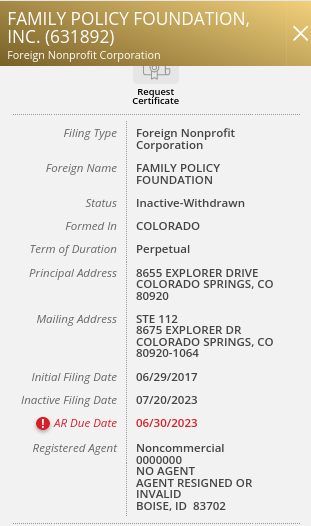 FAMILY POLICY FOUNDATION,
INC. (631892)
Foreign Nonprofit Corporation
Request
Certificate
Filing Type Foreign Nonprofit
Corporation
Foreign Name FAMILY POLICY
FOUNDATION
Status Inactive-Withdrawn
Formed In COLORADO
Term of Duration Perpetual
Principal Address 8655 EXPLORER DRIVE
COLORADO SPRINGS, CO
80920
Mailing Address STE 112
8675 EXPLORER DR
COLORADO SPRINGS, CO
80920-1064
Initial Filing Date 06/29/2017
Inactive Filing Date 07/20/2023
AR Due Date 06/30/2023
Registered Agent Noncommercial
0000000
NO AGENT
AGENT RESIGNED OR
INVALID
BOISE, ID 83702